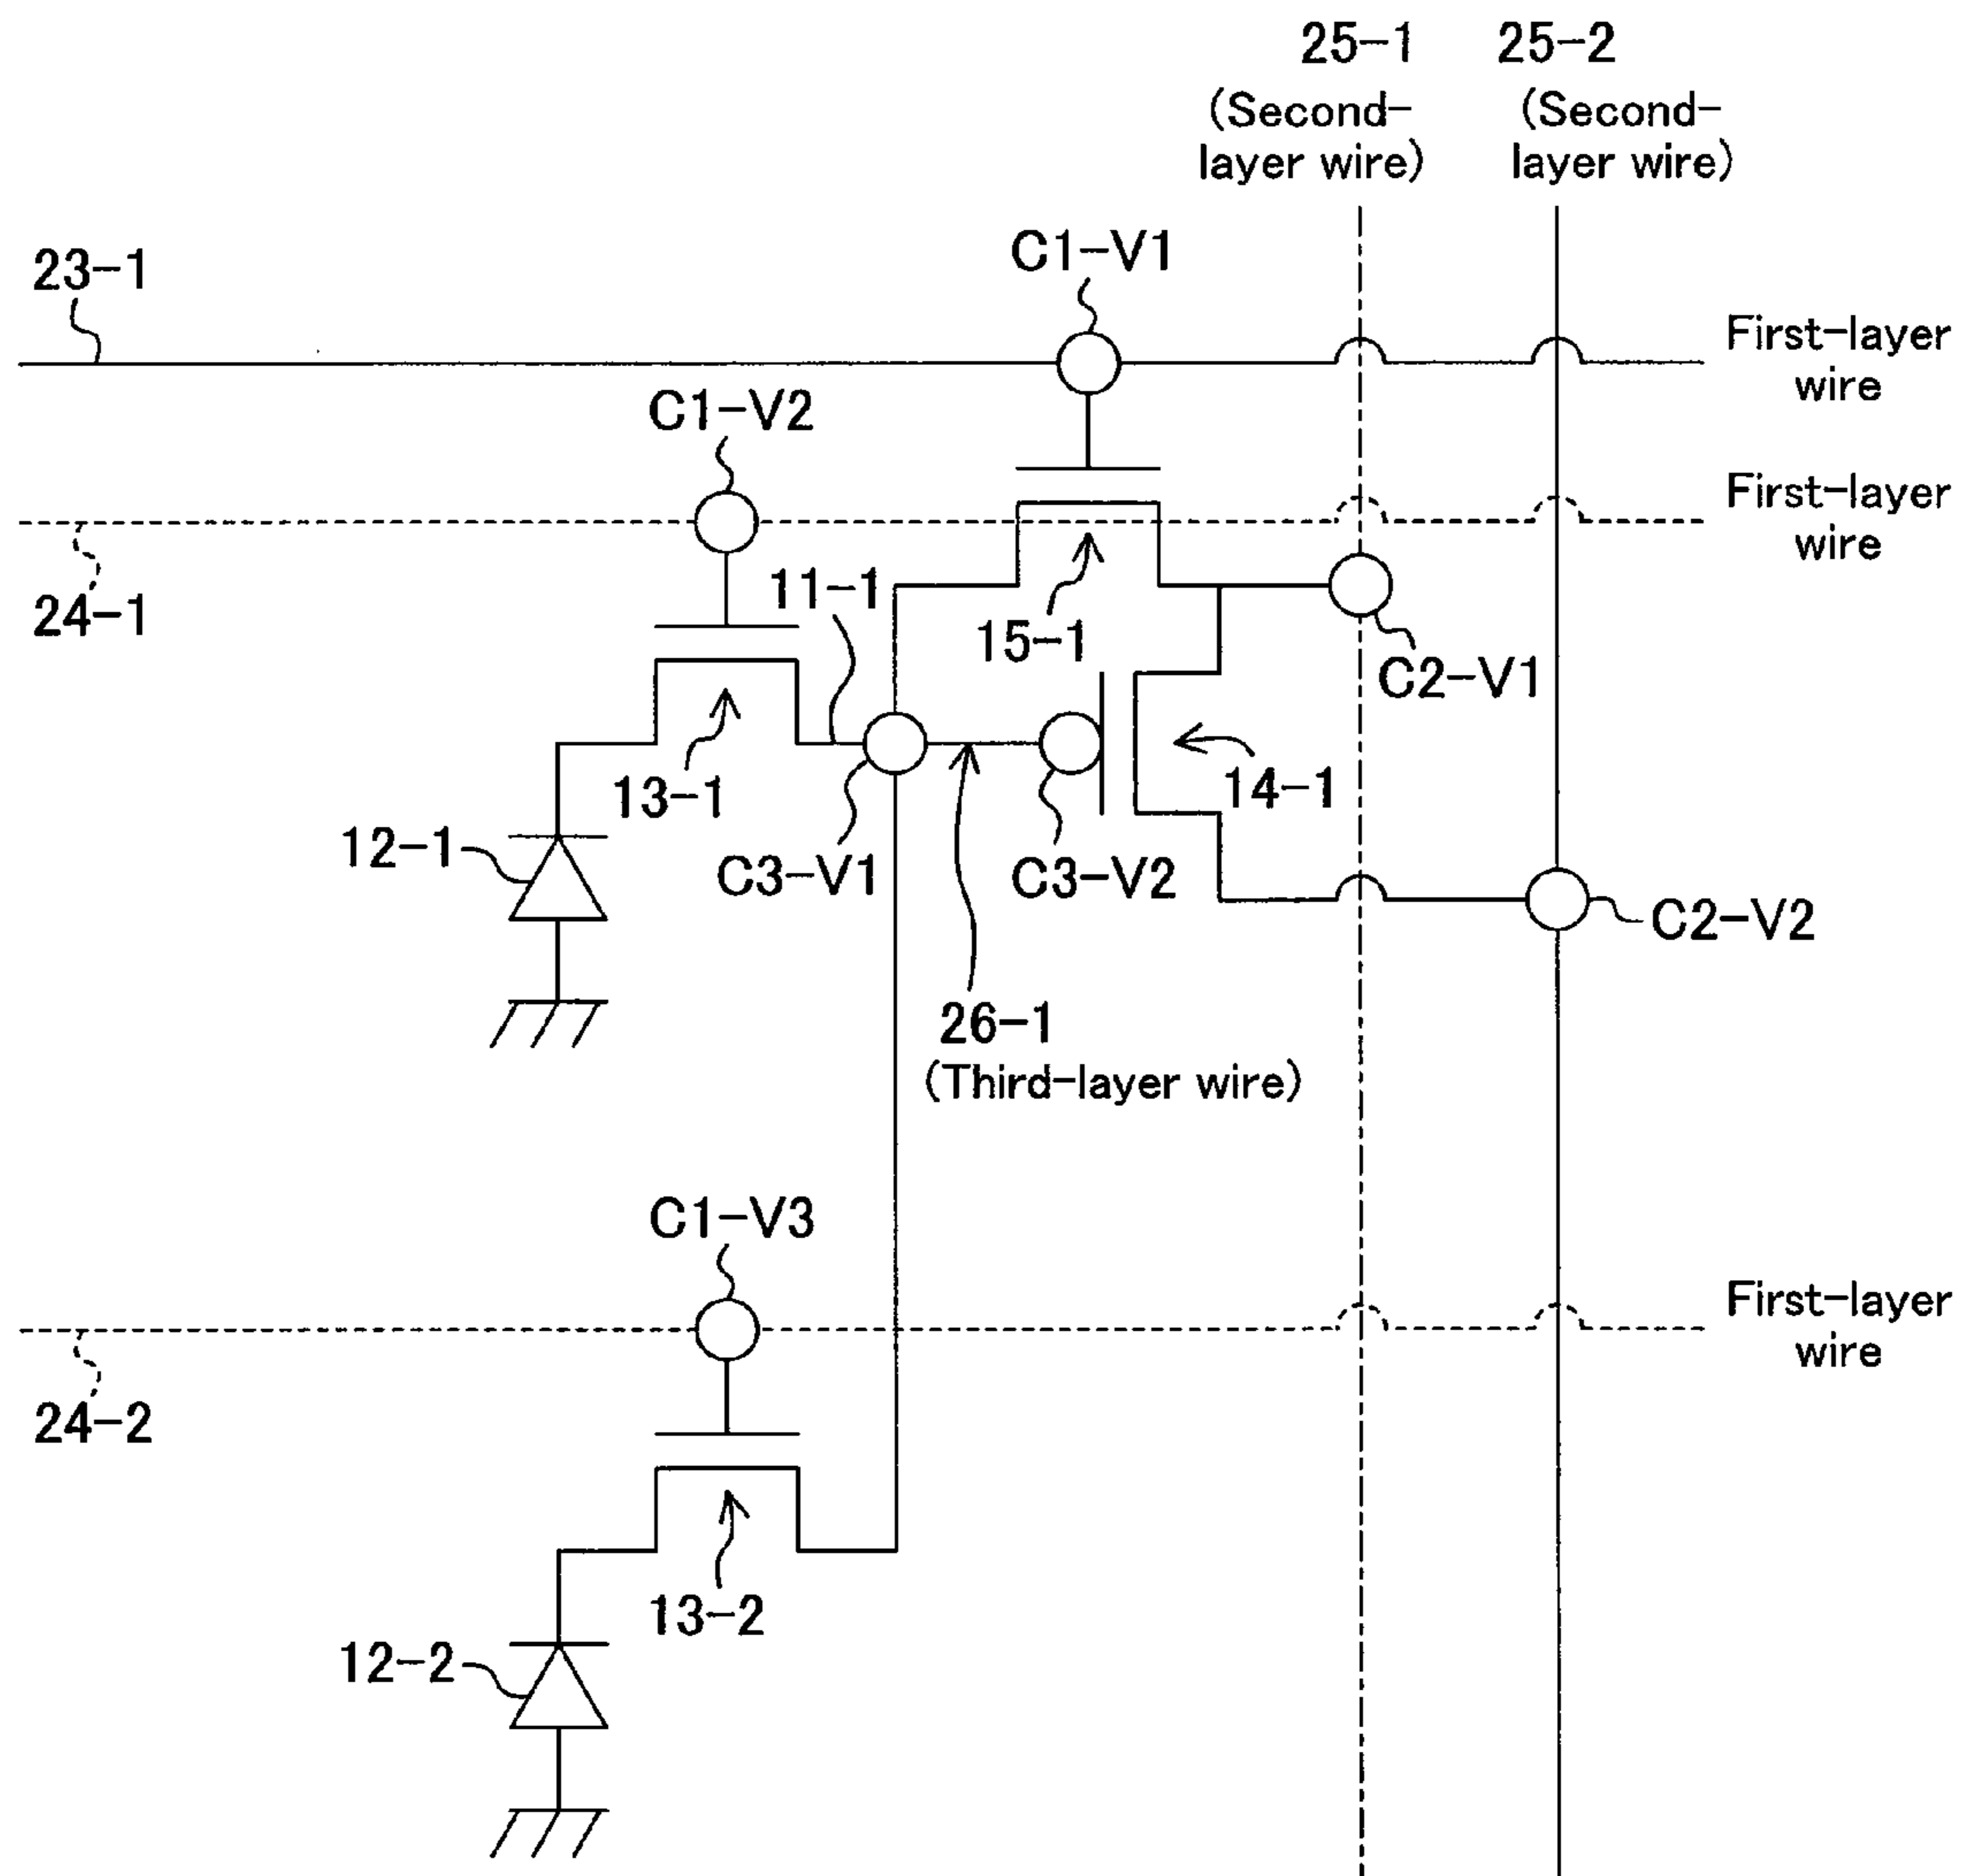 25-1
25-2
(Second-
layer wire)
(Second-
layer wire)
23-1
C1-V1
First-layer
wire
C1-V2
First-layer
wire
24-1
11-1
15-1
C2-V1
13-1
14-1
12-1
C3-V1
C3-V2
C2-V2
26-1
(Third-layer wire)
C1-V3
First-layer
wire
24-2
13-2
12-2